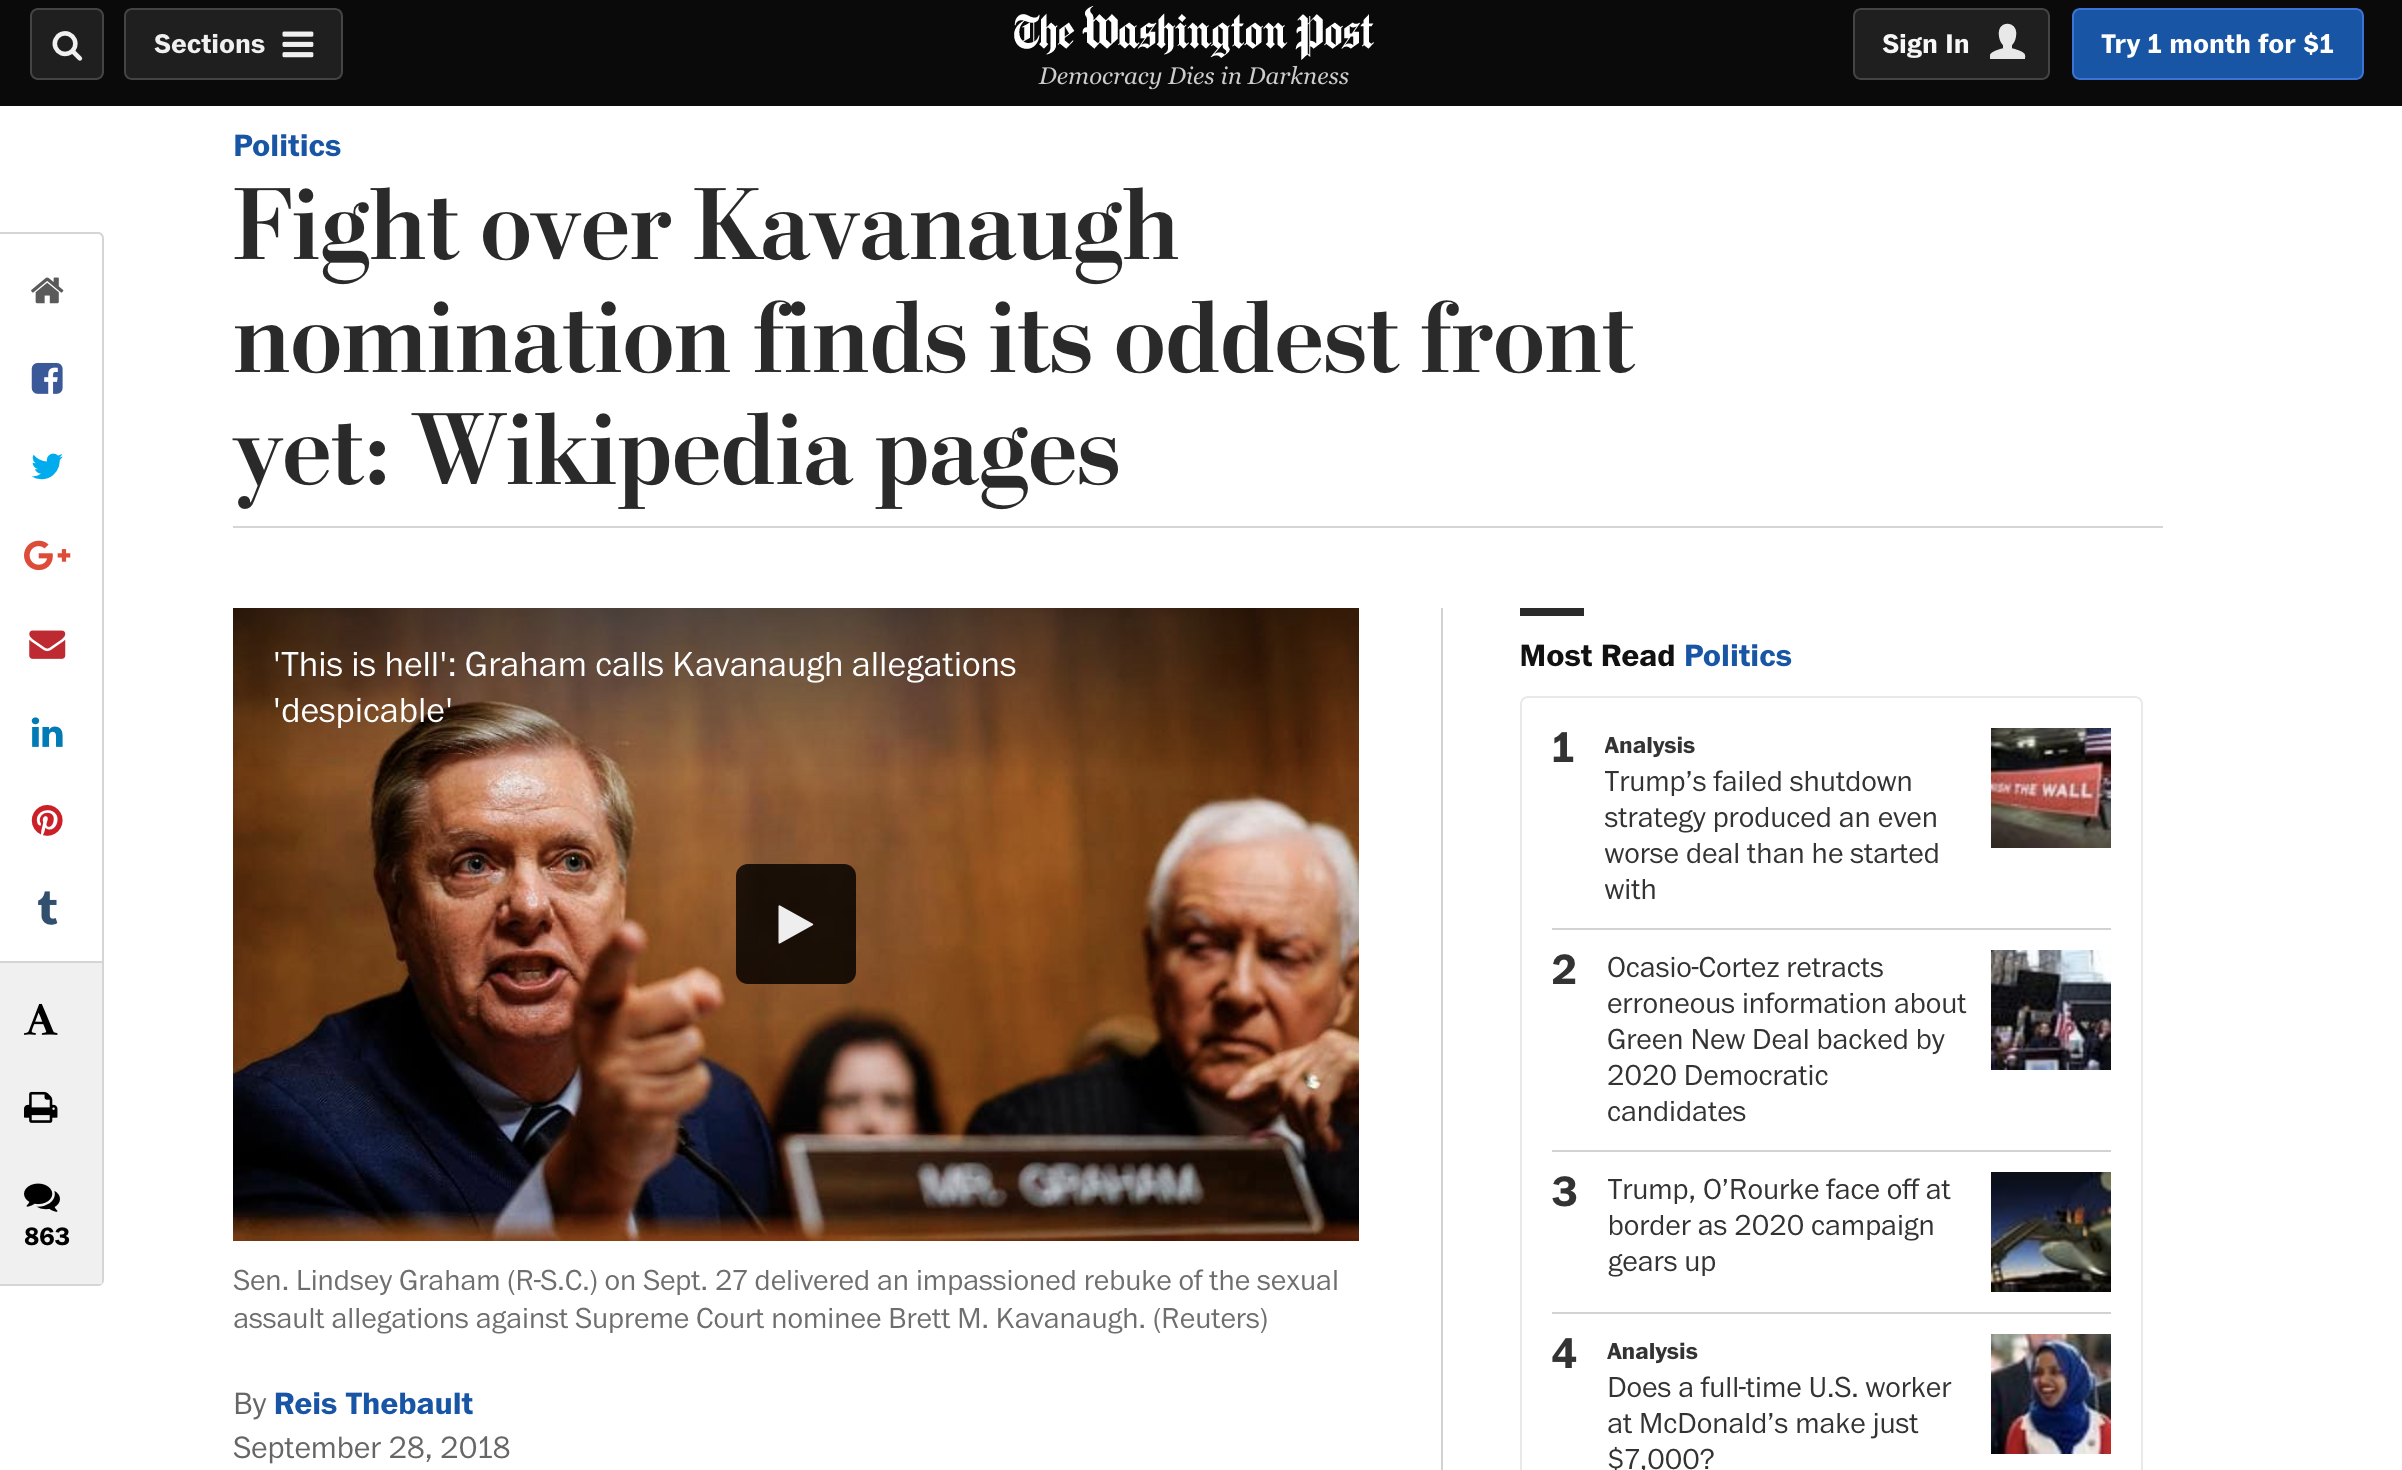 Sections
The Washington Post
Democracy Dies in Darkness
Sign In
Try 1 month for $1
Politics
Fight over Kavanaugh
nomination finds its oddest front
yet: Wikipedia pages
G+
in
t
A
863
'This is hell': Graham calls Kavanaugh allegations
'despicable'
MR. GRAHAM
Sen. Lindsey Graham (R-S.C.) on Sept. 27 delivered an impassioned rebuke of the sexual
assault allegations against Supreme Court nominee Brett M. Kavanaugh. (Reuters)
By Reis Thebault
September 28, 2018
Most Read Politics
1
Analysis
Trump’s failed shutdown
strategy produced an even
worse deal than he started
with
THE WALL
2
Ocasio-Cortez retracts
erroneous information about
Green New Deal backed by
2020 Democratic
candidates
3
Trump, O’Rourke face off at
border as 2020 campaign
gears up
4
Analysis
Does a full-time U.S. worker
at McDonald’s make just
$7,000?